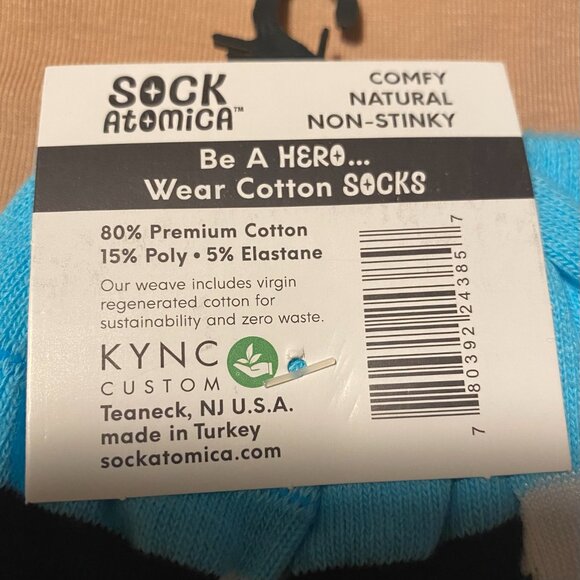 SOCK
ATOMICA™
COMFY
NATURAL
NON-STINKY
Be A HERO...
Wear Cotton SOCKS
80% Premium Cotton
15% Poly • 5% Elastane
Our weave includes virgin
regenerated cotton for
sustainability and zero waste.
KYNC
CUSTOM
Teaneck, NJ U.S.A.
made in Turkey
sockatomica.com
7 80392 24385 7